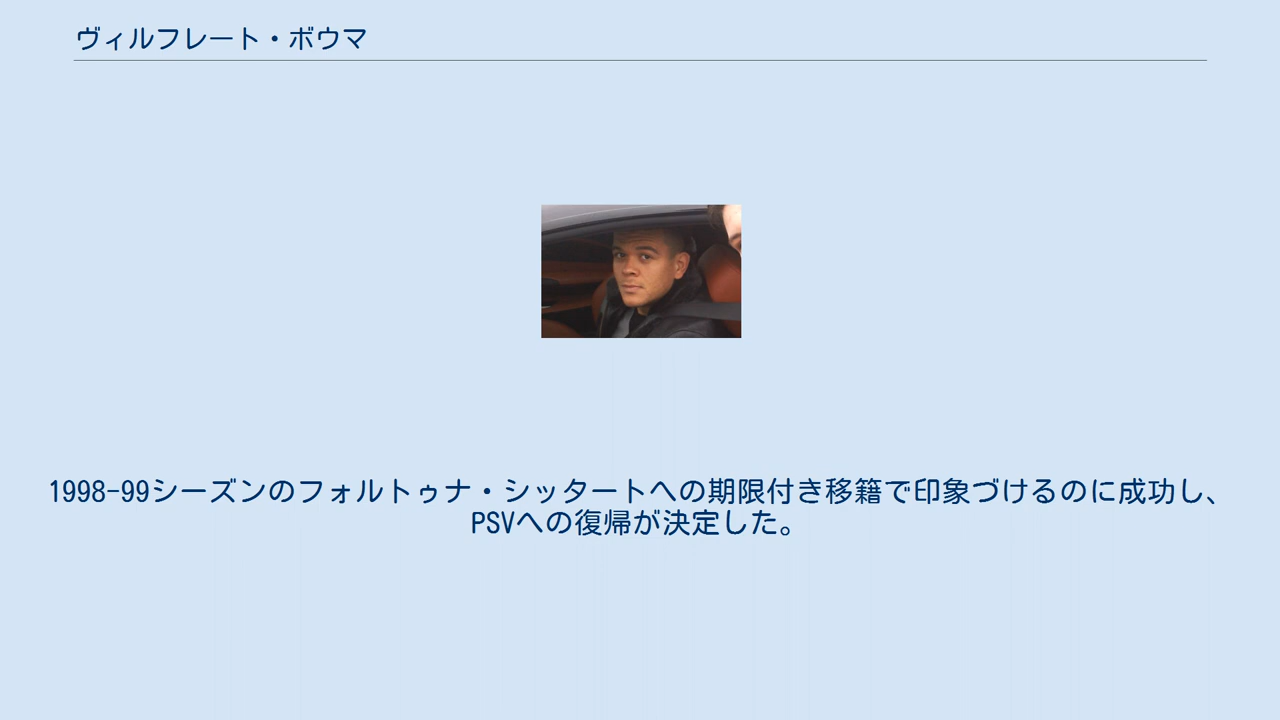 ヴィルフレート・ボウマ
1998-99シーズンのフォルトゥナ・シッタートへの期限付き移籍で印象づけるのに成功し、
PSVへの復帰が決定した。